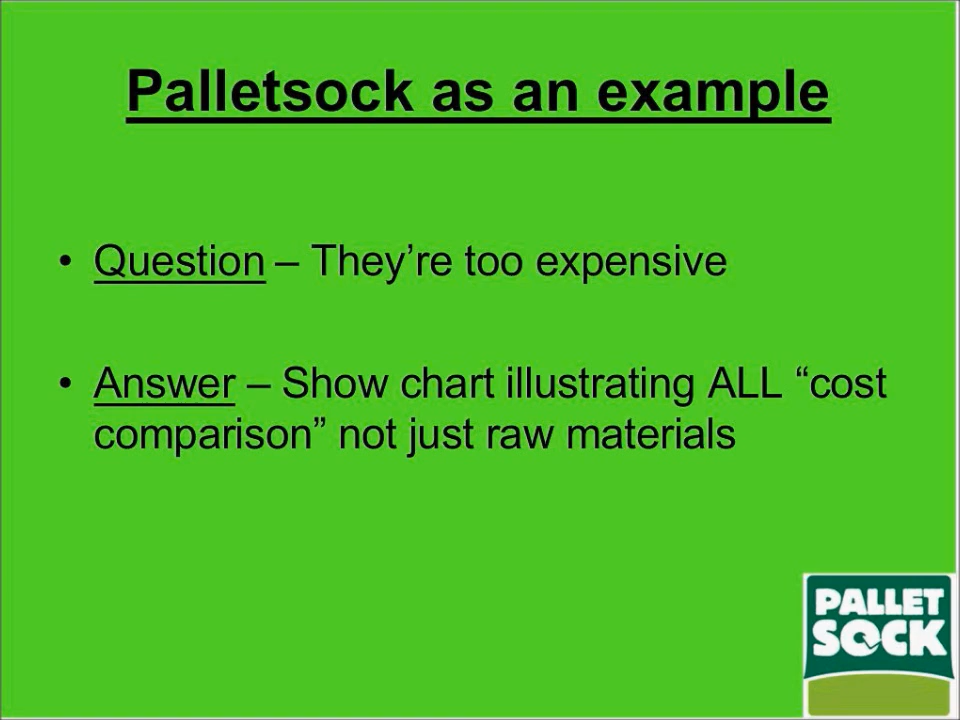 Palletsock as an example
• Question – They’re too expensive
• Answer – Show chart illustrating ALL “cost
comparison” not just raw materials
PALLET
SOCK